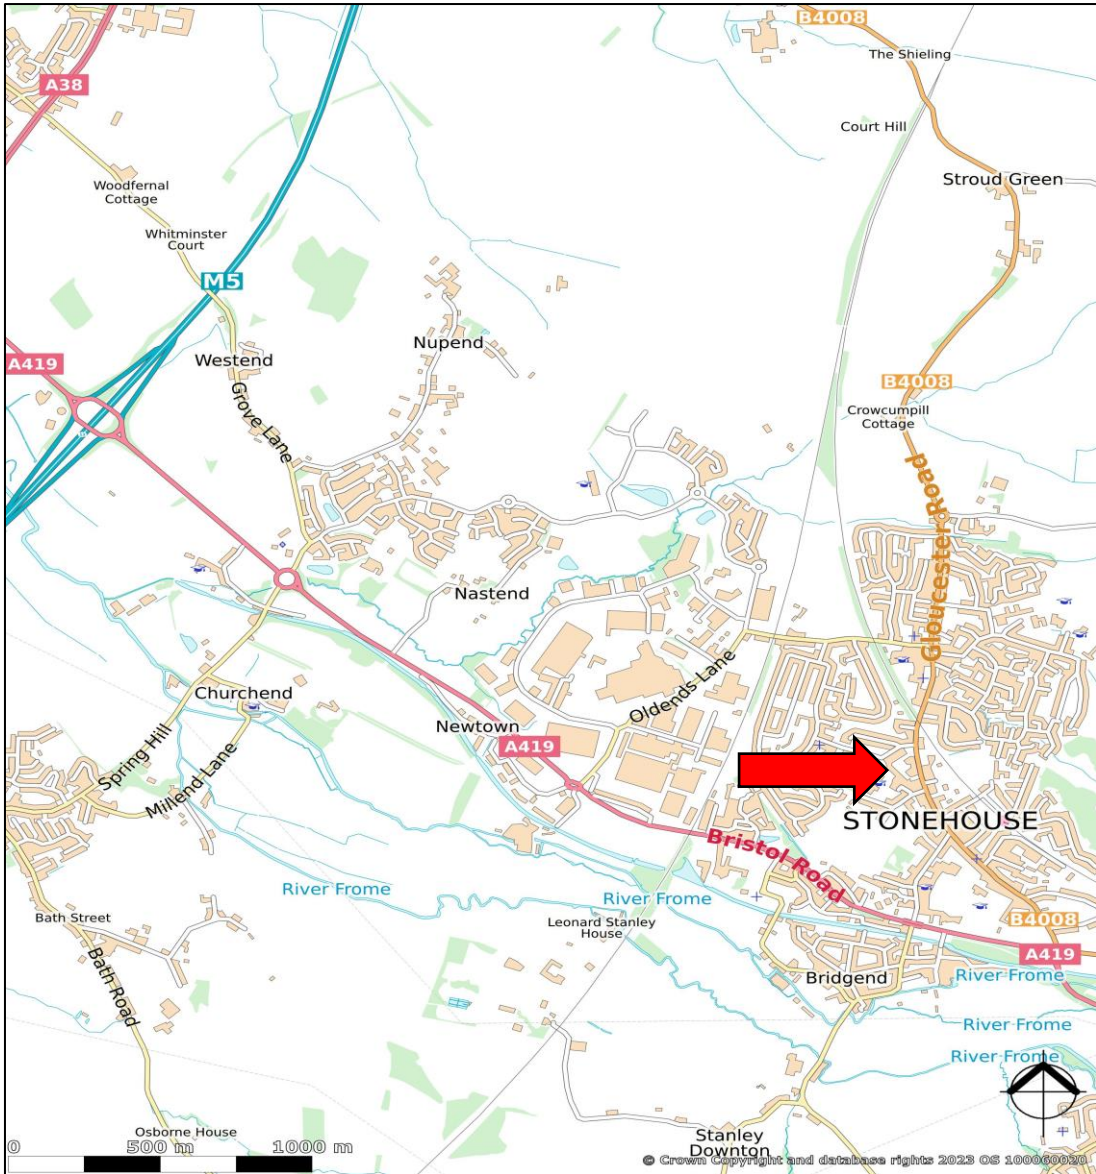 B4008
The Shieling
A38
Court Hill
Stroud Green
Woodfernal
Cottage
Whitminster
Court
M5
Nupend
Westend
A419
B4008
Grove Lane
Crowcumpill
Cottage
Gloucester Road
Nastend
Oldends Lane
Churchend
Newtown
A419
Spring Hill
Millend Lane
STONEHOUSE
Bristol Road
River Frome
River Frome
Bath Street
Leonard Stanley
House
B4008
A419
Bath Road
Bridgend
River Frome
River Frome
River Frome
Osborne House
Stanley
Downton
0 500 m 1000 m
© Crown Copyright and database rights 2023 OS 100060020